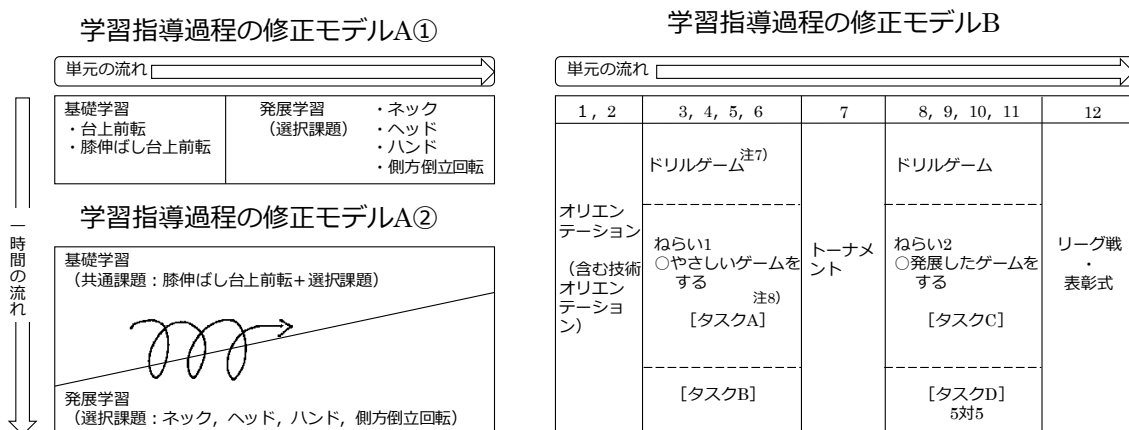 学習指導過程の修正モデルA①
単元の流れ
一時間の流れ
基礎学習
・台上前転
・膝伸ばし台上前転
発展学習
（選択課題）
・ネック
・ヘッド
・ハンド
・側方倒立回転
学習指導過程の修正モデルA②
基礎学習
（共通課題：膝伸ばし台上前転+選択課題）
発展学習
（選択課題：ネック，ヘッド，ハンド，側方倒立回転）
学習指導過程の修正モデルB
単元の流れ
1，2
3，4，5，6
7
8，9，10，11
12
オリエン
テーション
（含む技術
オリエン
テーショ
ン）
ドリルゲーム注7）
ねらい1
○やさしいゲームを
する
注8）
［タスクA］
［タスクB］
トーナメ
ント
ドリルゲーム
ねらい2
○発展したゲームを
する
［タスクC］
［タスクD］
5対5
リーグ戦
・
表彰式